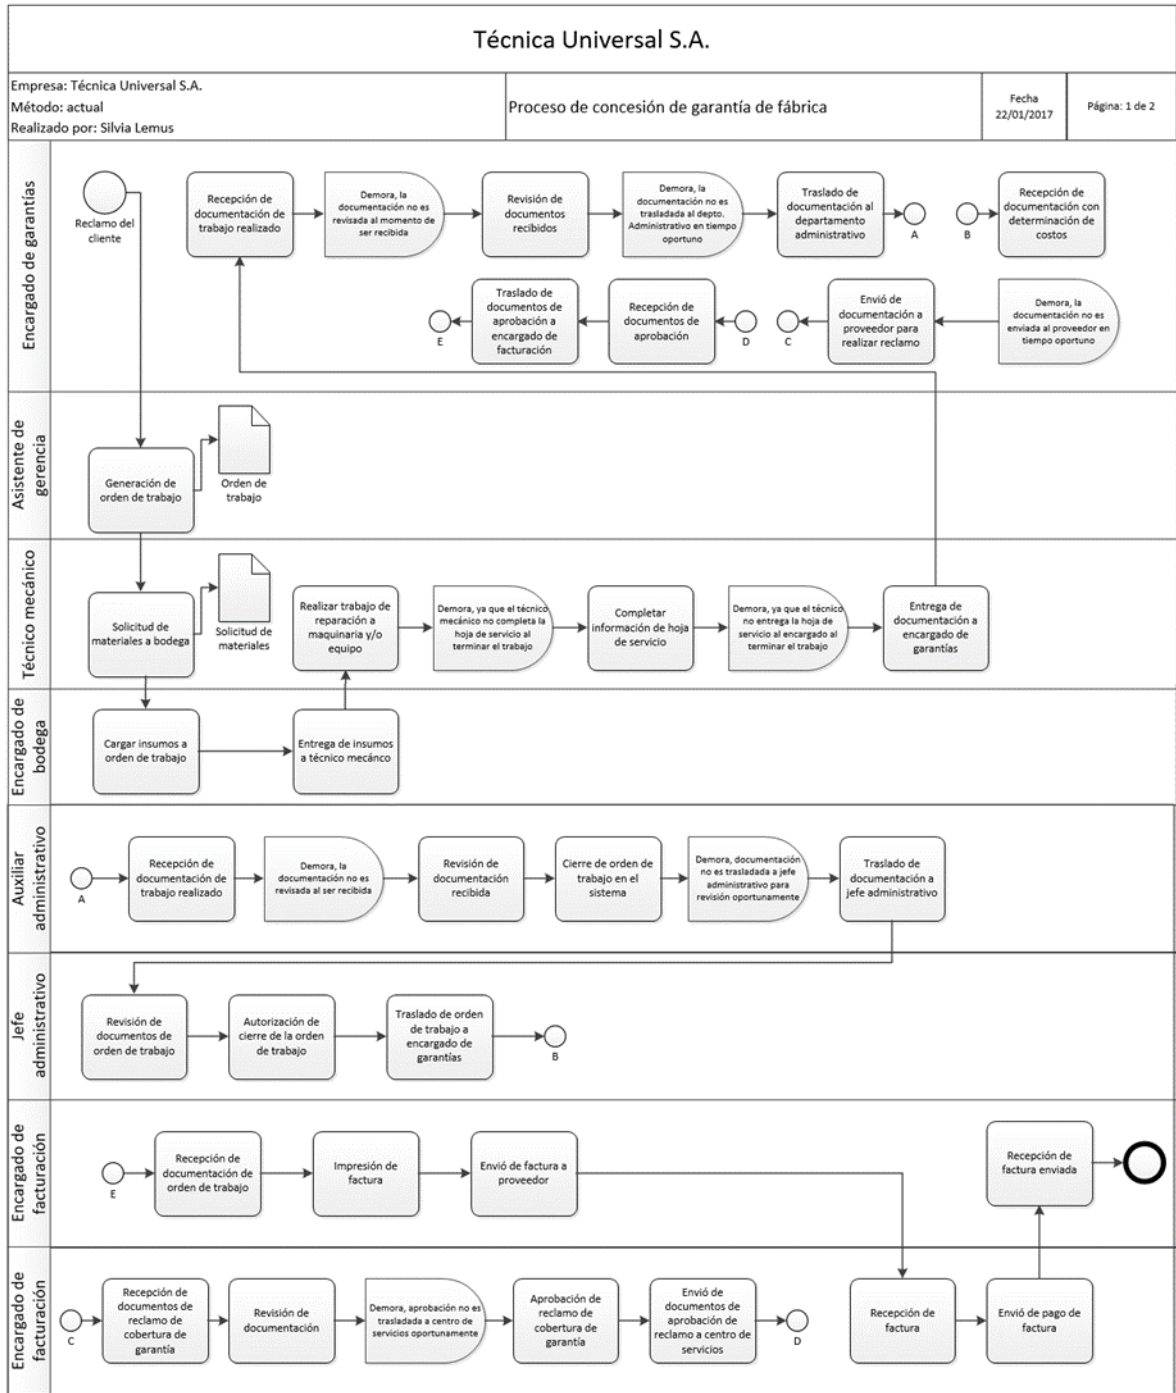 Técnica Universal S.A.
Empresa: Técnica Universal S.A.
Método: actual
Realizado por: Silvia Lemus
Proceso de concesión de garantía de fábrica
Fecha
22/01/2017
Página: 1 de 2
Encargado de garantías
Reclamo del
cliente
Recepción de
documentación de
trabajo realizado
Demora, la
documentación no es
revisada al momento de
ser recibida
Revisión de
documentos
recibidos
Demora, la
documentación no es
trasladada al depto.
Administrativo en tiempo
oportuno
Traslado de
documentación al
departamento
administrativo
A
B
Recepción de
documentación con
determinación de
costos
E
Traslado de
documentos de
aprobación a
encargado de
facturación
Recepción de
documentos de
aprobación
D
C
Envió de
documentación a
proveedor para
realizar reclamo
Demora, la
documentación no es
enviada al proveedor en
tiempo oportuno
Asistente de
gerencia
Generación de
orden de trabajo
Orden de
trabajo
Técnico mecánico
Solicitud de
materiales a bodega
Solicitud de
materiales
Realizar trabajo de
reparación a
maquinaria y/o
equipo
Demora, ya que el técnico
mecánico no completa la
hoja de servicio al
terminar el trabajo
Completar
información de hoja
de servicio
Demora, ya que el técnico
no entrega la hoja de
servicio al encargado al
terminar el trabajo
Entrega de
documentación a
encargado de
garantías
Encargado de
bodega
Cargar insumos a
orden de trabajo
Entrega de insumos
a técnico mecánco
Auxiliar
administrativo
A
Recepción de
documentación de
trabajo realizado
Demora, la
documentación no es
revisada al ser recibida
Revisión de
documentación
recibida
Cierre de orden de
trabajo en el
sistema
Demora, documentación
no es trasladada a jefe
administrativo para
revisión oportunamente
Traslado de
documentación a
jefe administrativo
Jefe
administrativo
Revisión de
documentos de
orden de trabajo
Autorización de
cierre de la orden
de trabajo
Traslado de orden
de trabajo a
encargado de
garantías
B
Encargado de
facturación
E
Recepción de
documentación de
orden de trabajo
Impresión de
factura
Envió de factura a
proveedor
Recepción de
factura enviada
Encargado de
facturación
C
Recepción de
documentos de
reclamo de
cobertura de
garantía
Revisión de
documentación
Demora, aprobación no es
trasladada a centro de
servicios oportunamente
Aprobación de
reclamo de
cobertura de
garantía
Envió de
documentos de
aprobación de
reclamo a centro de
servicios
D
Recepción de
factura
Envió de pago de
factura